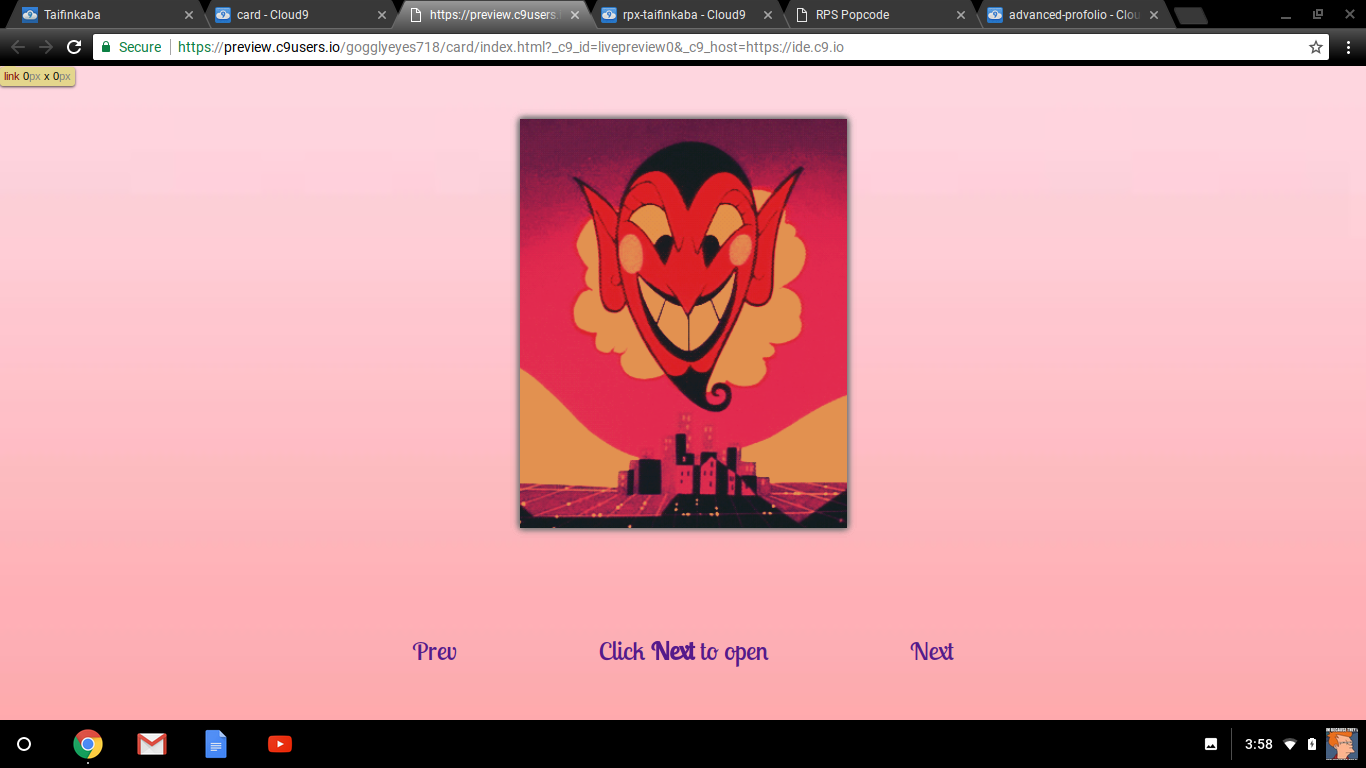 Taifinkaba
card - Cloud9
https://preview.c9users.i
rpx-taifinkaba - Cloud9
RPS Popcode
advanced-profolio - Clou
Secure
https://preview.c9users.io/gogglyeyes718/card/index.html?_c9_id=livepreview0&_c9_host=https://ide.c9.io
link 0px x 0px
Prev
Click Next to open
Next
3:58